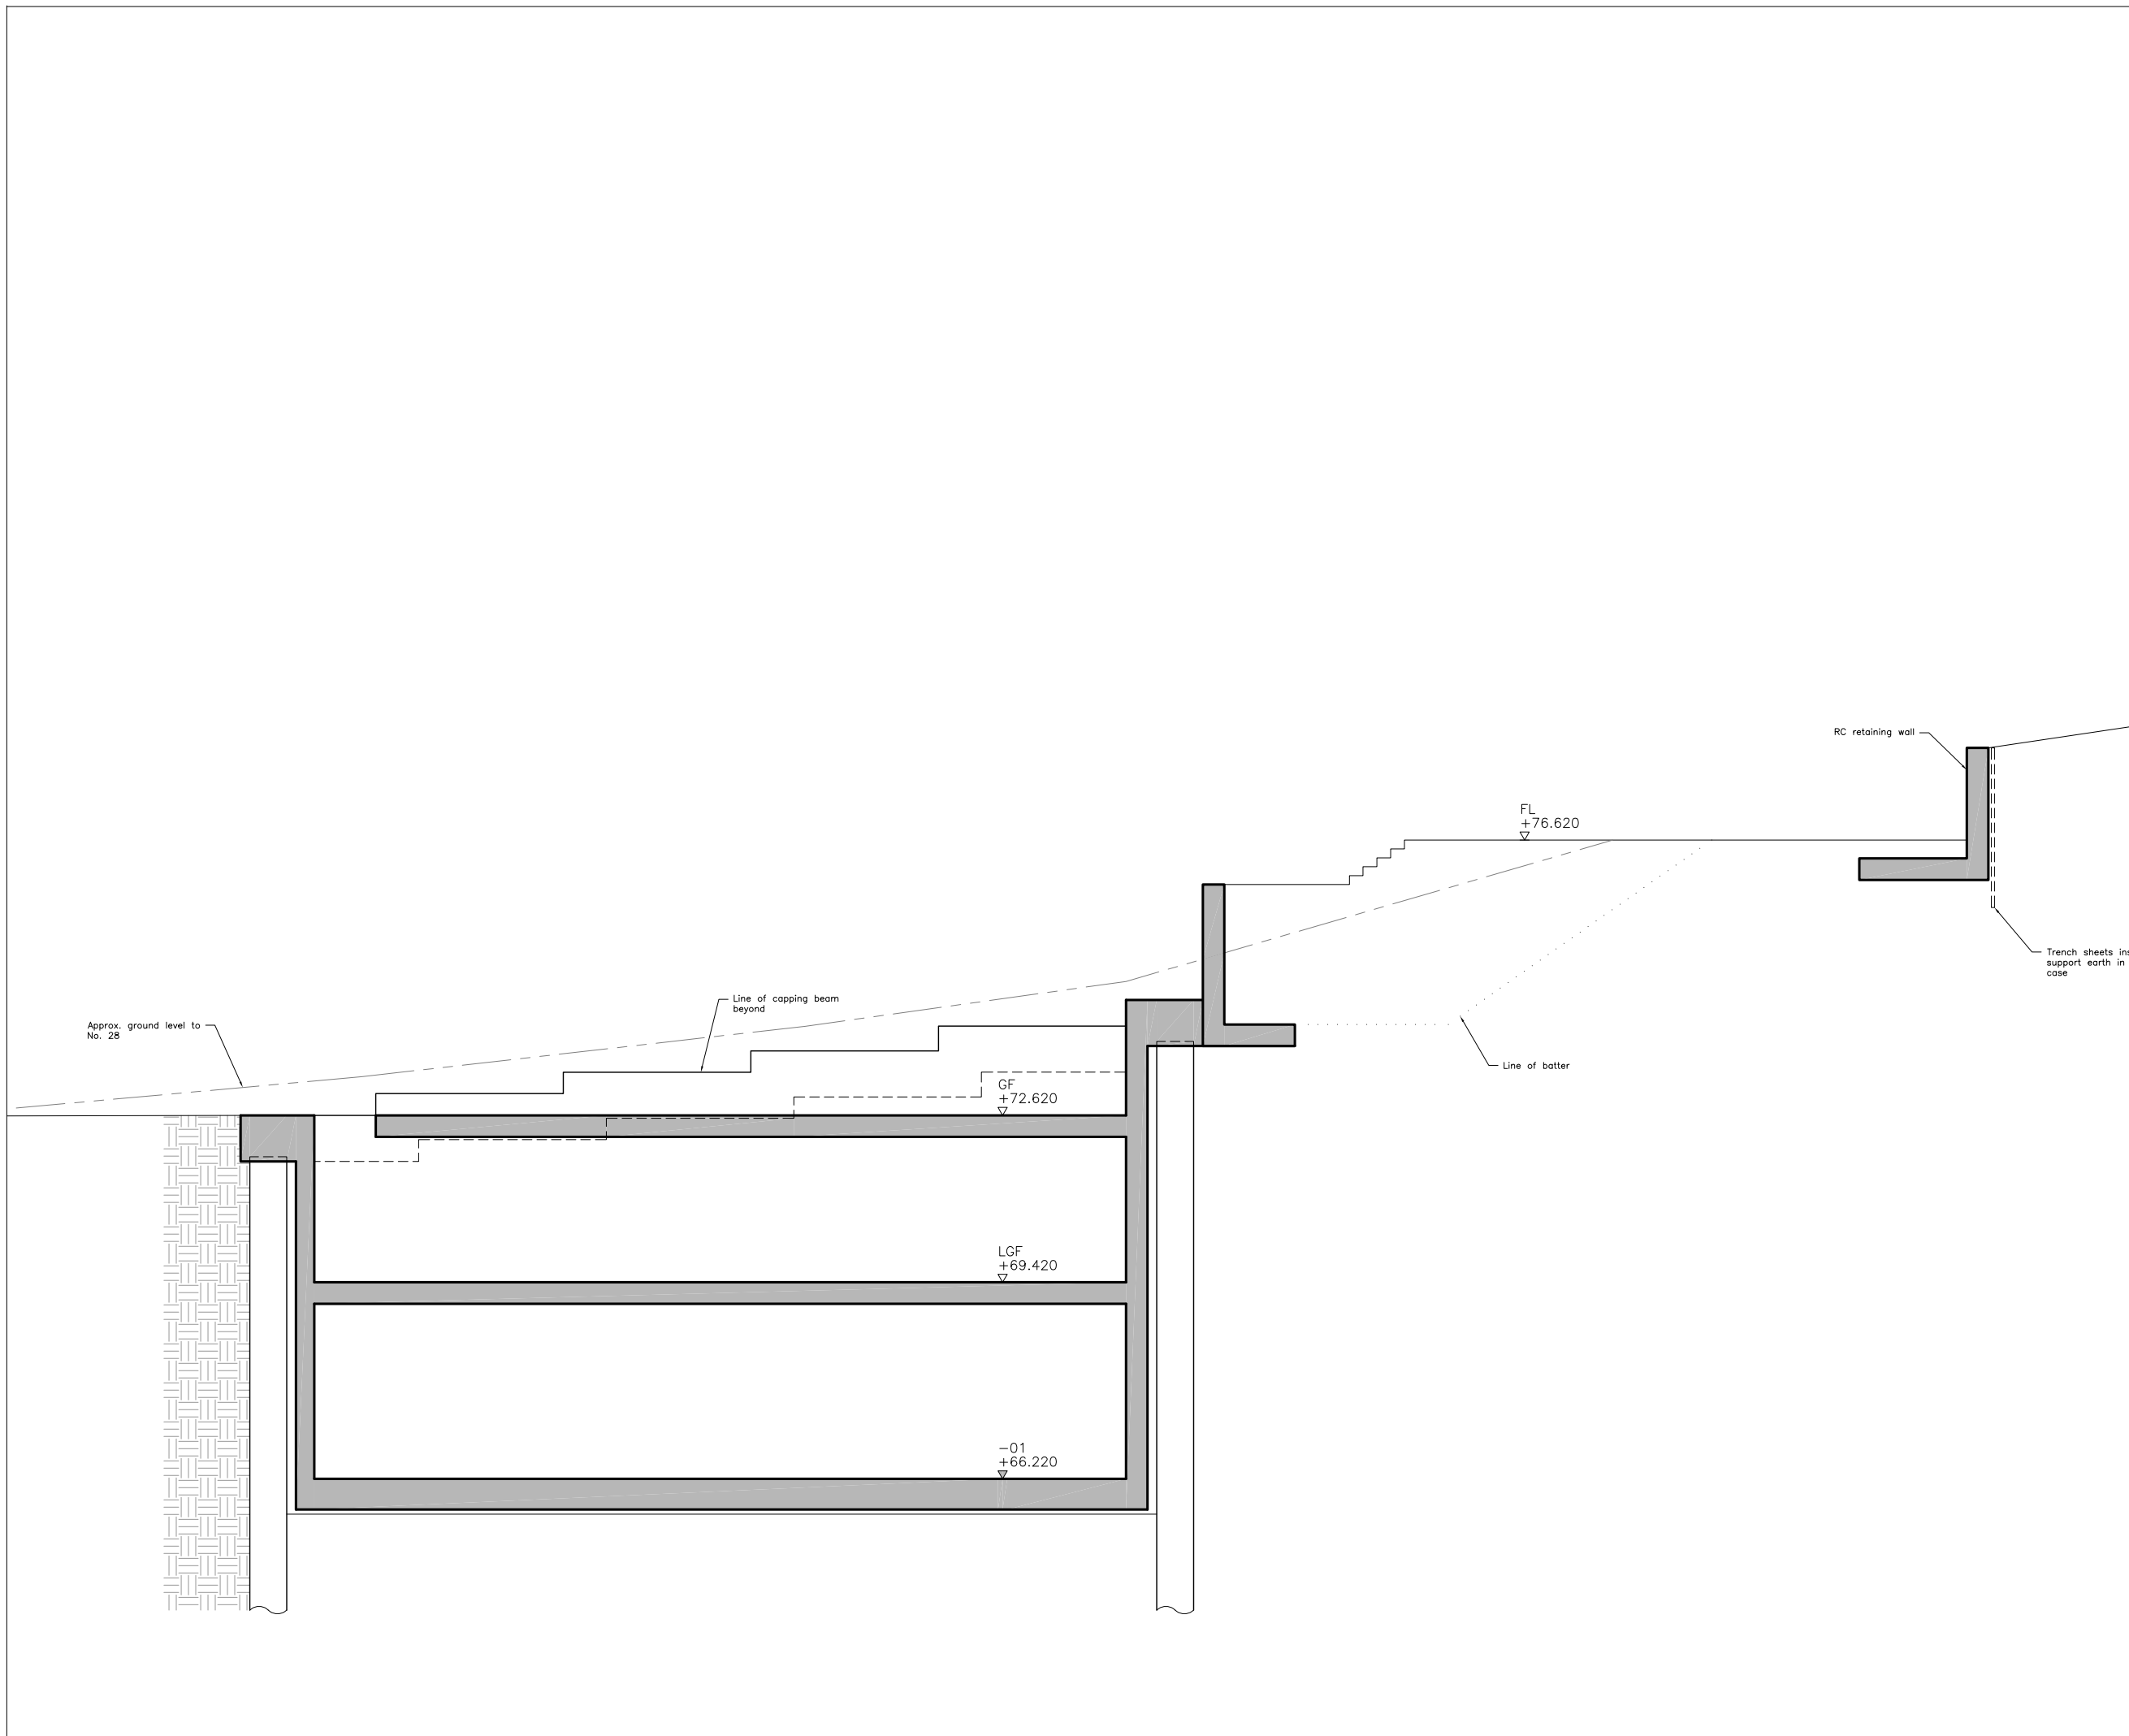 RC retaining wall
FL
+76.620
Trench sheets
support earth in
case
Line of capping beam
beyond
Approx. ground level to
No. 28
Line of batter
GF
+72.620
LGF
+69.420
-01
+66.220